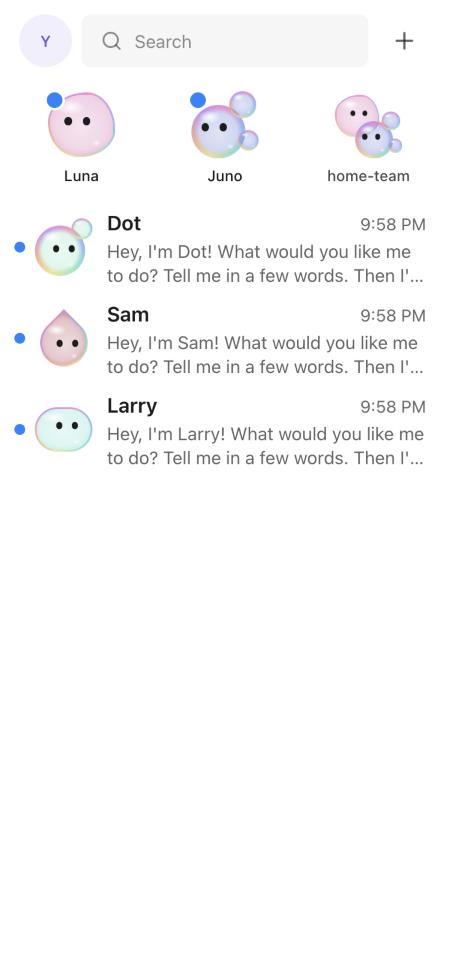 Y
Search
Luna
Juno
home-team
Dot
9:58 PM
Hey, I'm Dot! What would you like me
to do? Tell me in a few words. Then I'...
Sam
9:58 PM
Hey, I'm Sam! What would you like me
to do? Tell me in a few words. Then I'...
Larry
9:58 PM
Hey, I'm Larry! What would you like me
to do? Tell me in a few words. Then I'...